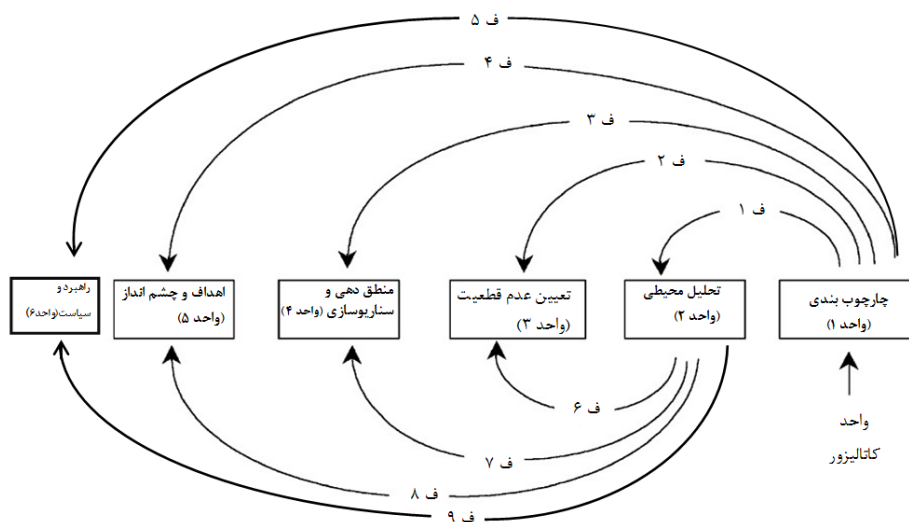 ف ۵
ف ۴
ف ۳
ف ۲
ف ۱
چارچوب بندی
(واحد ۱)
تحلیل محیطی
(واحد ۲)
تعیین عدم قطعیت
(واحد ۳)
منطق دهی و
سناریوسازی (واحد ۴)
اهداف و چشم انداز
(واحد ۵)
راهبرد و
سیاست(واحد۶)
ف ۶
ف ۷
ف ۸
ف ۹
واحد
کاتالیزور